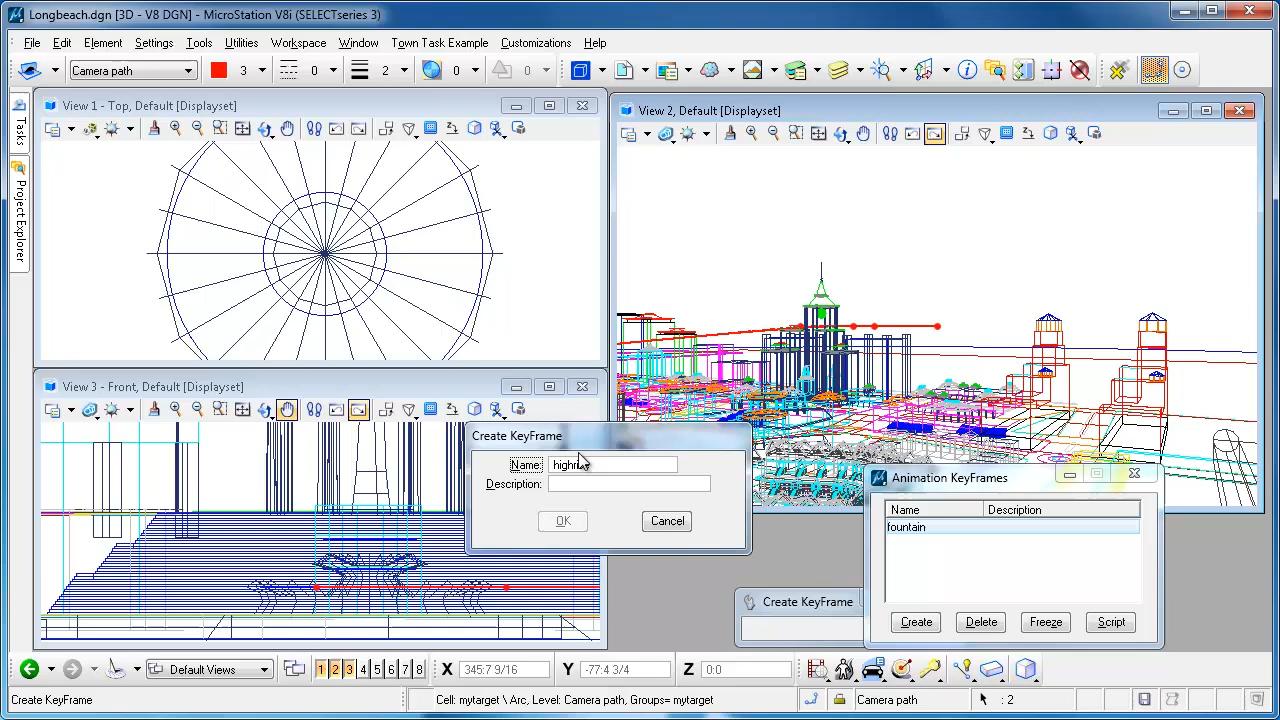 Longbeach.dgn [3D - V8 DGN] - MicroStation V8i (SELECTseries 3)
File Edit Element Settings Tools Utilities Workspace Window Town Task Example Customizations Help
Camera path 3 0 2 0 0
Tasks
Project Explorer
View 1 - Top, Default [Displayset]
View 2, Default [Displayset]
View 3 - Front, Default [Displayset]
Create KeyFrame
Name: highri
Description:
OK Cancel
Animation KeyFrames
Name Description
fountain
Create Delete Freeze Script
Create KeyFrame
Default Views 1 2 3 4 5 6 7 8 X 345:7 9/16 Y -77:4 3/4 Z 0:0
Create KeyFrame Cell: mytarget \ Arc, Level: Camera path, Groups= mytarget Camera path : 2